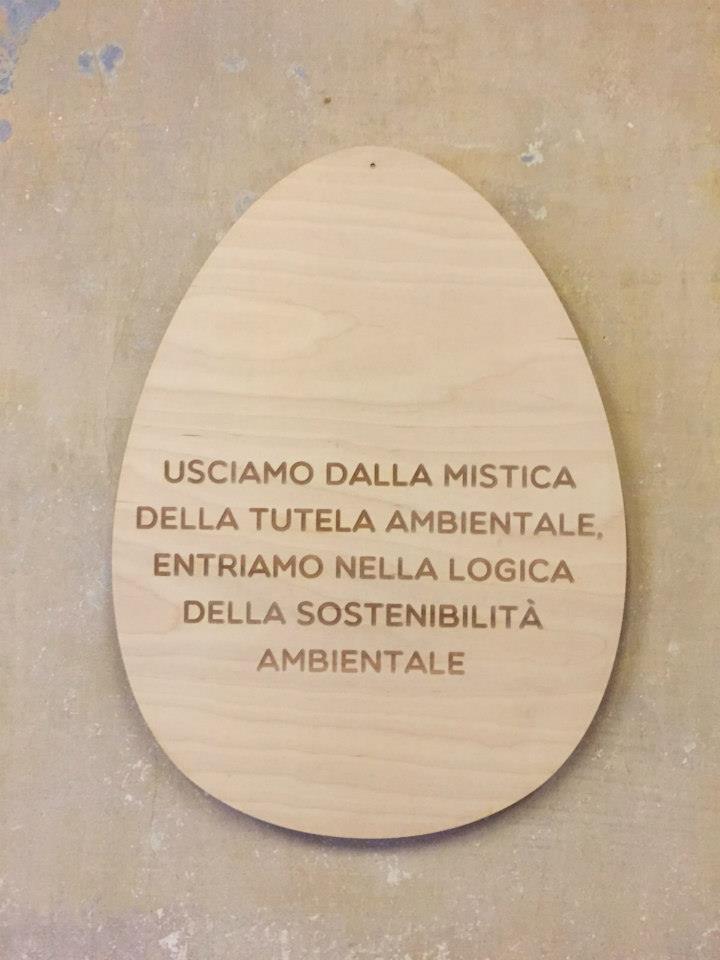 USCIAMO DALLA MISTICA
DELLA TUTELA AMBIENTALE,
ENTRIAMO NELLA LOGICA
DELLA SOSTENIBILITÀ
AMBIENTALE